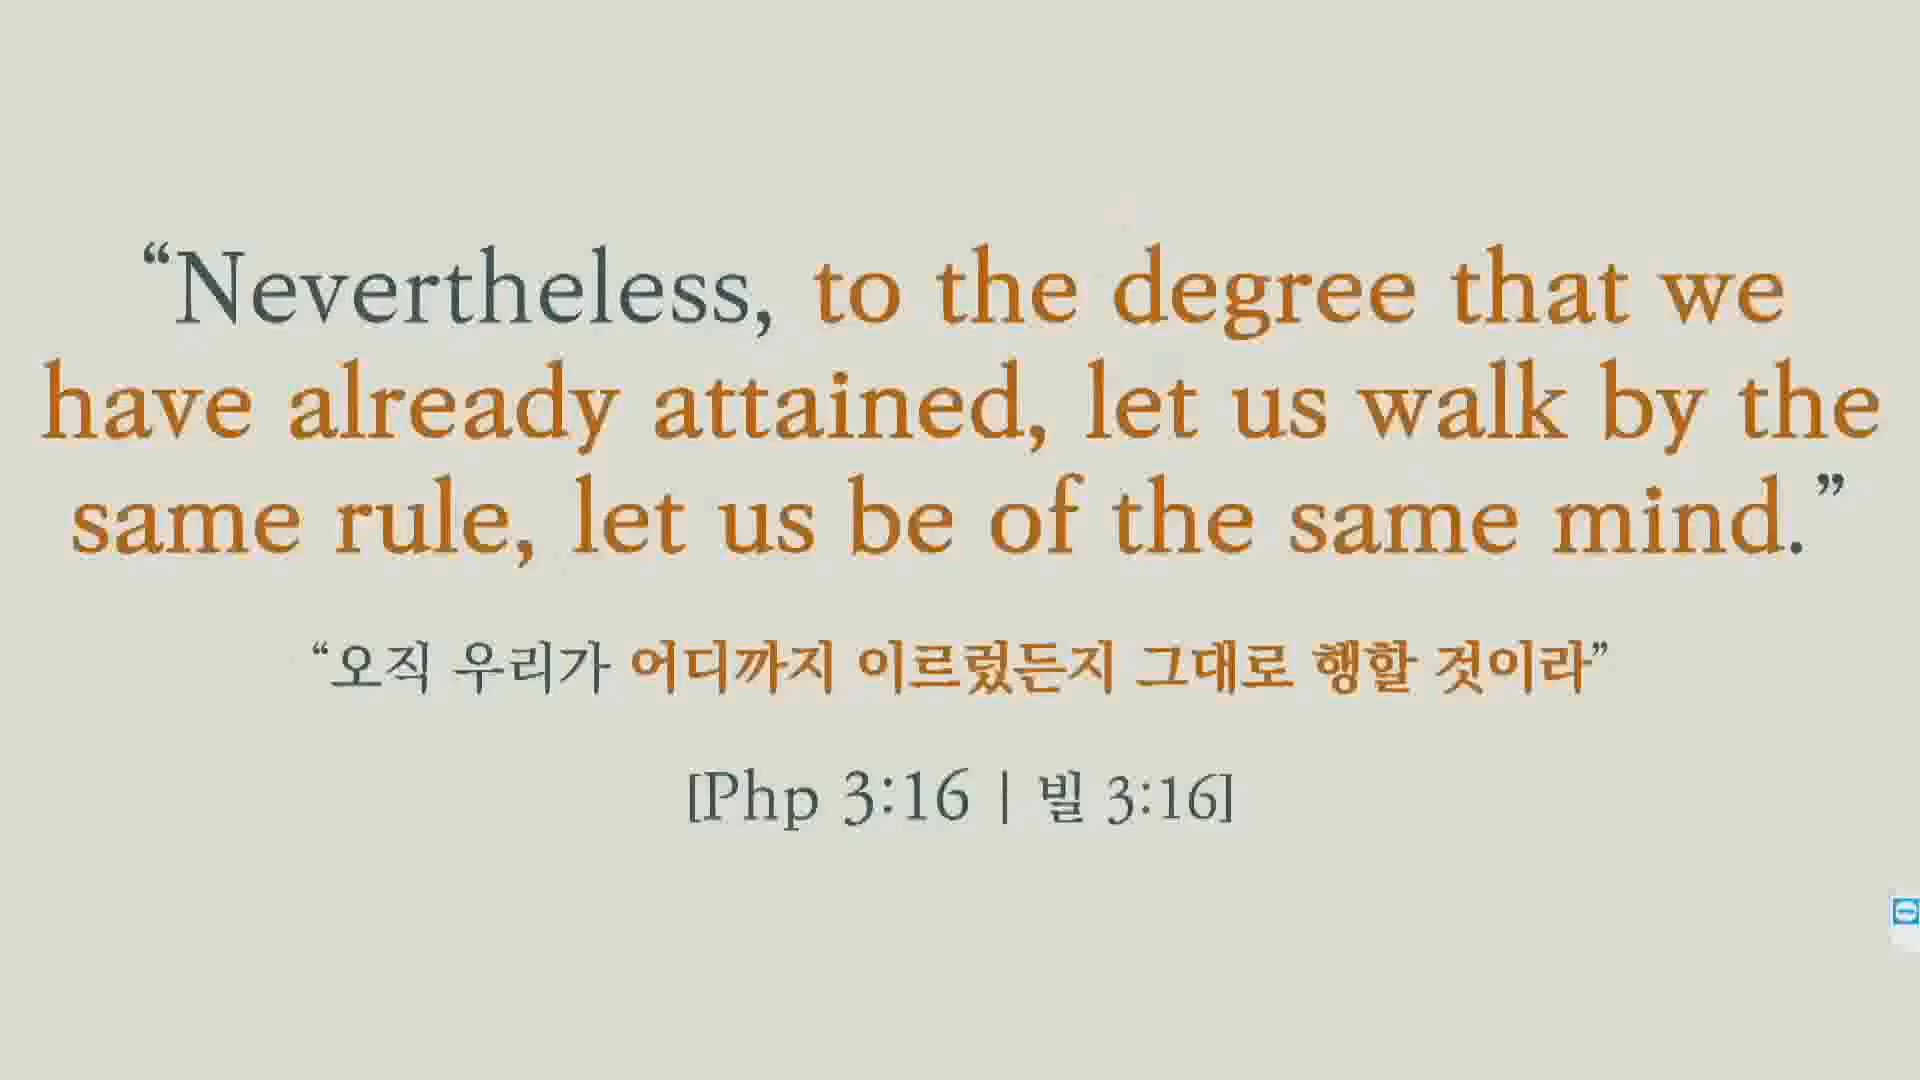 “Nevertheless, to the degree that we
have already attained, let us walk by the
same rule, let us be of the same mind.”
“오직 우리가 어디까지 이르렀든지 그대로 행할 것이라”
[Php 3:16 | 빌 3:16]